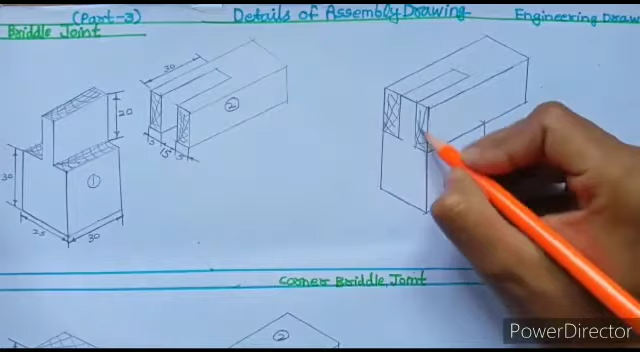 (Part-3)
Details of Assembly Drawing
Engineering Draw
Briddle Joint
30
20
②
①
5
15
5
30
25
30
Corner Briddle Joint
②
PowerDirector